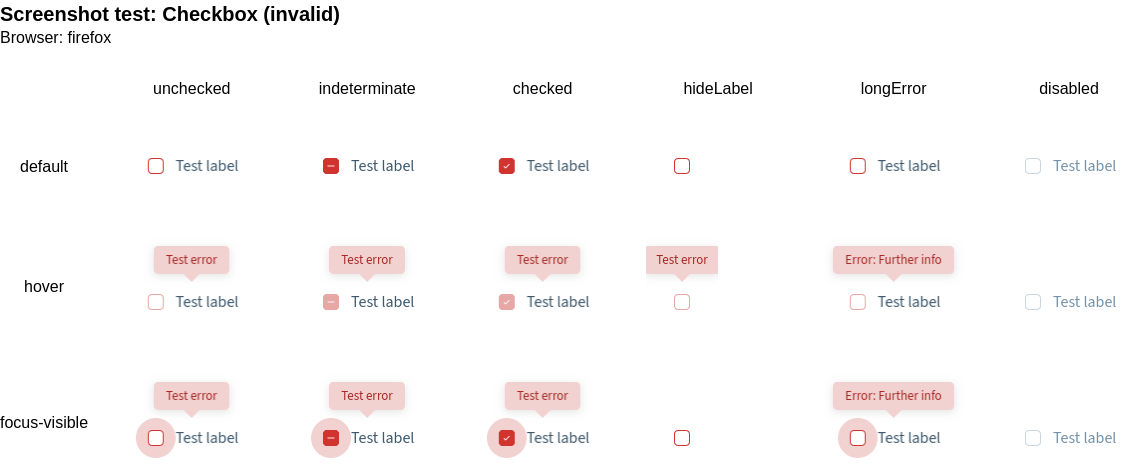 Screenshot test: Checkbox (invalid)
Browser: firefox
unchecked indeterminate checked hideLabel longError disabled
default Test label Test label Test label Test label Test label
Test error Test error Test error Test error Error: Further info
hover Test label Test label Test label Test label Test label
Test error Test error Test error Error: Further info
focus-visible Test label Test label Test label Test label Test label